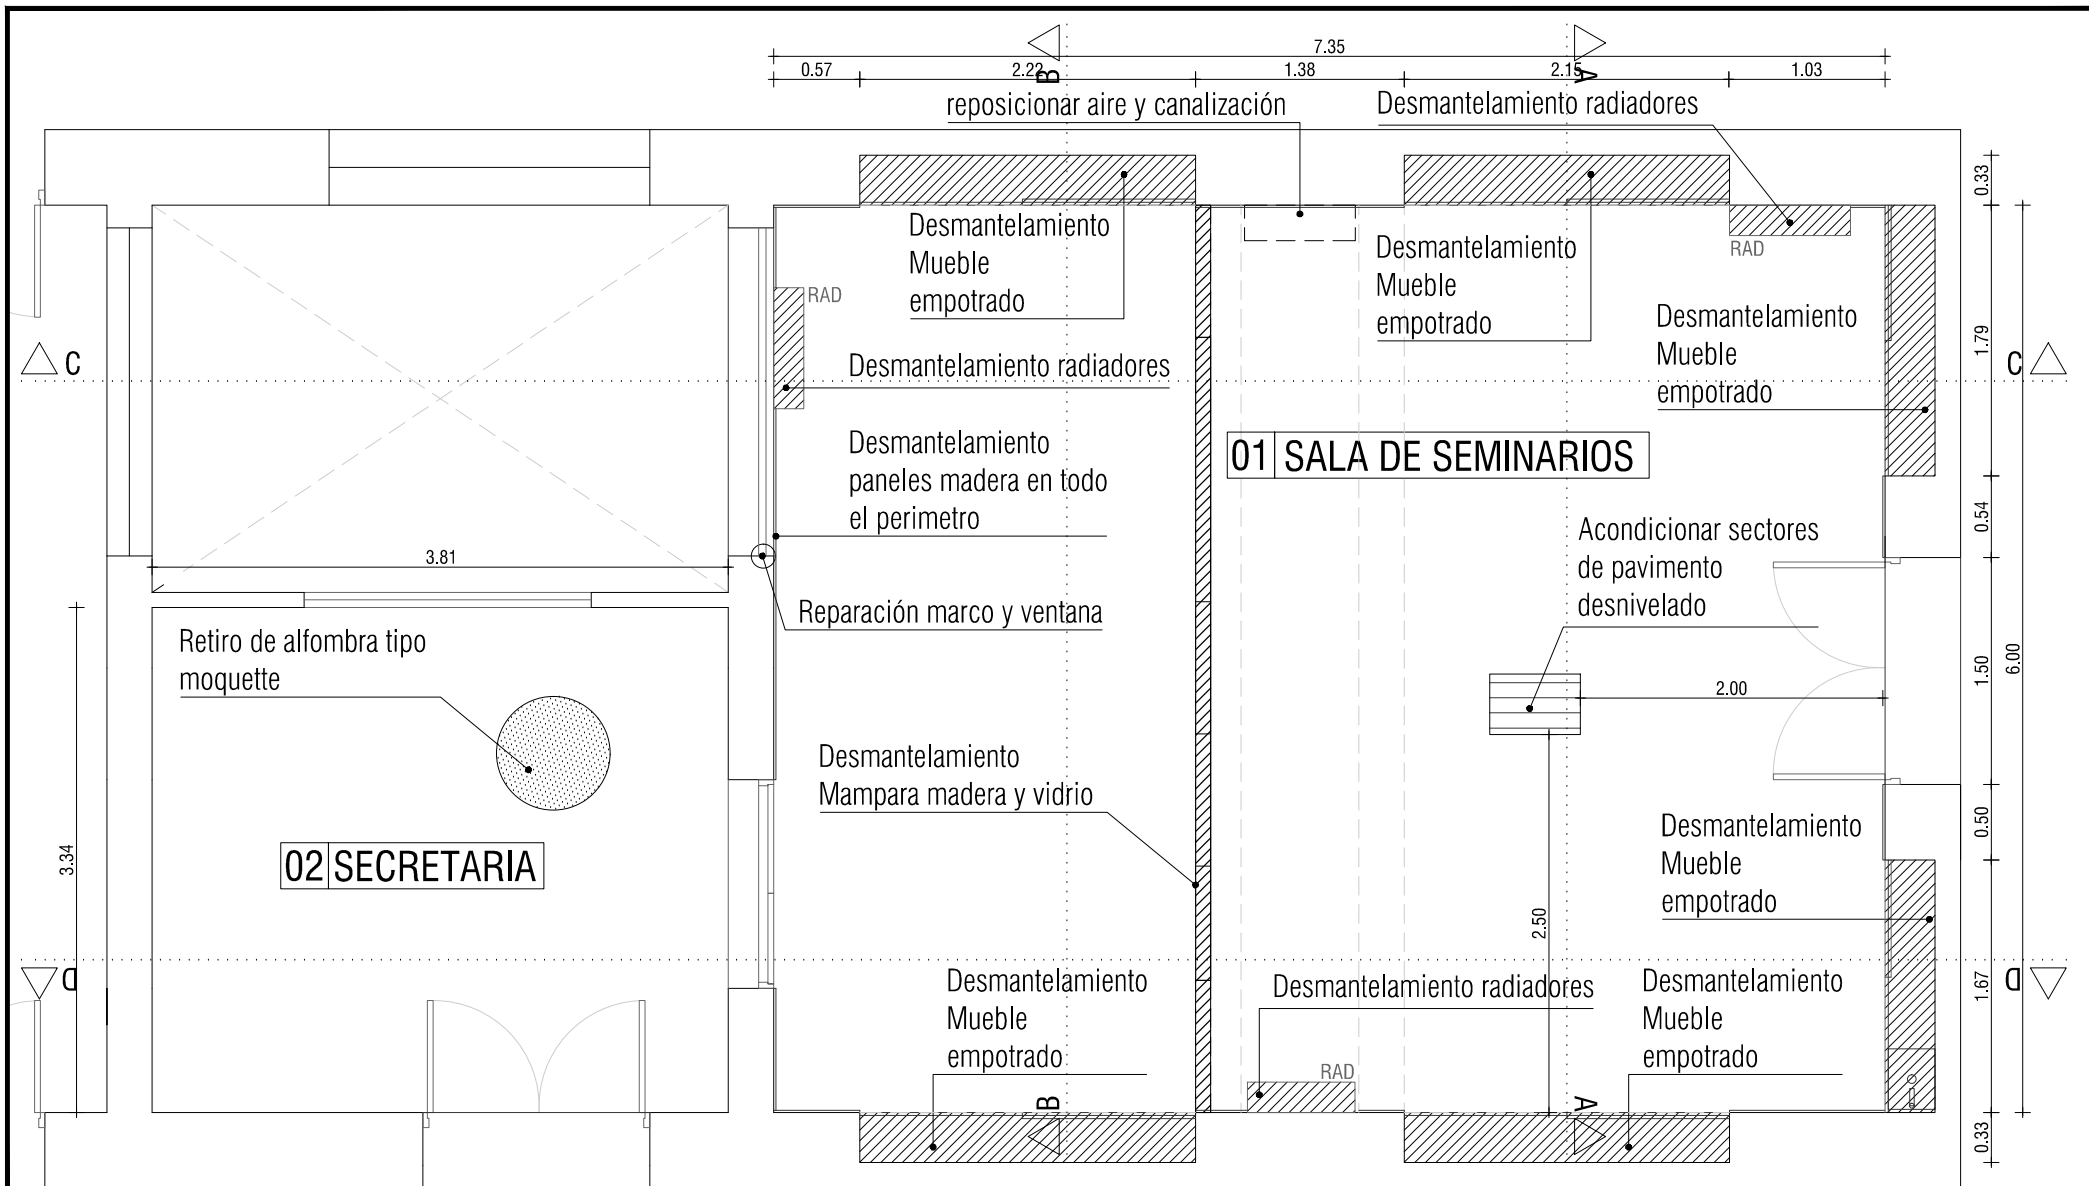 7.35
0.57
2.22
1.38
2.15
1.03
B
A
reposicionar aire y canalización
Desmantelamiento radiadores
0.33
Desmantelamiento
Mueble
empotrado
Desmantelamiento
Mueble
empotrado
RAD
RAD
Desmantelamiento
Mueble
empotrado
1.79
C
C
Desmantelamiento radiadores
Desmantelamiento
paneles madera en todo
el perimetro
01 SALA DE SEMINARIOS
0.54
Acondicionar sectores
de pavimento
desnivelado
3.81
Reparación marco y ventana
Retiro de alfombra tipo
moquette
1.50
6.00
2.00
Desmantelamiento
Mampara madera y vidrio
0.50
Desmantelamiento
Mueble
empotrado
3.34
02 SECRETARIA
2.50
D
D
1.67
Desmantelamiento
Mueble
empotrado
Desmantelamiento radiadores
Desmantelamiento
Mueble
empotrado
RAD
B
A
0.33